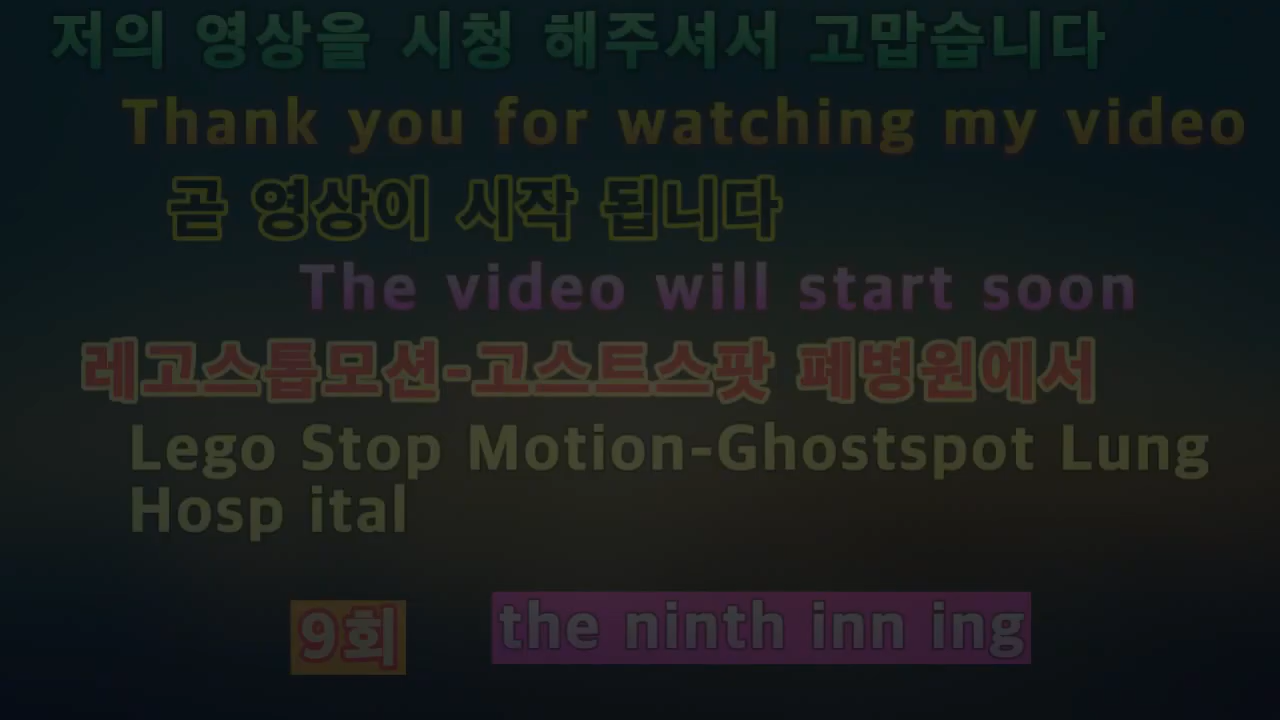 저의 영상을 시청 해주셔서 고맙습니다
Thank you for watching my video
곧 영상이 시작 됩니다
The video will start soon
레고스톱모션-고스트스팟 폐병원에서
Lego Stop Motion-Ghostspot Lung
Hosp ital
9회 the ninth inn ing